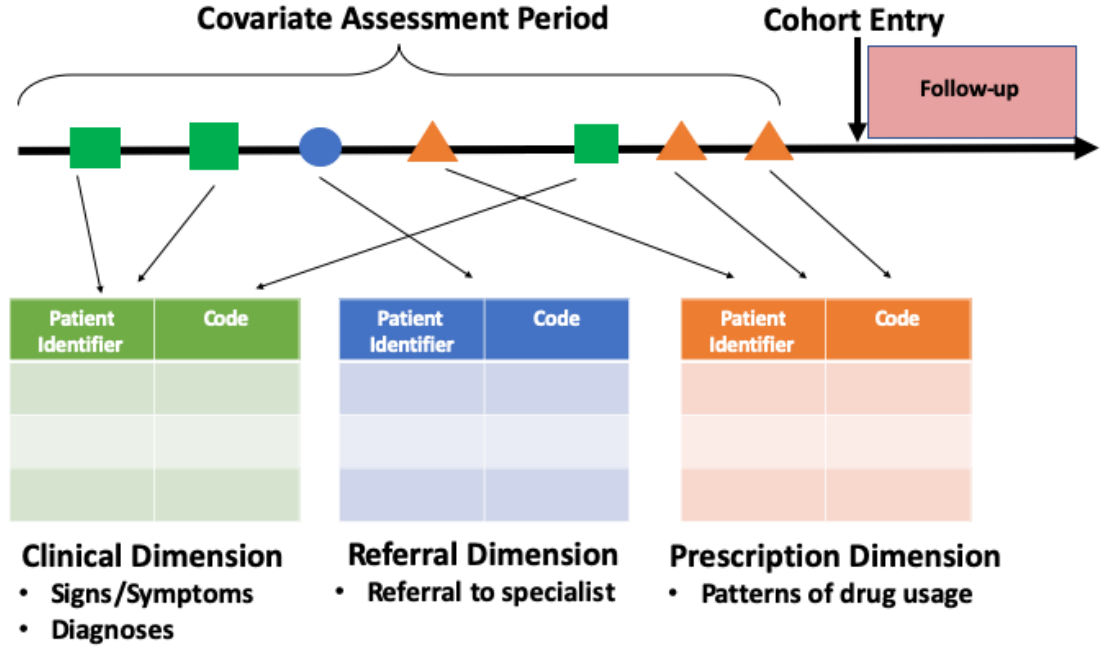 Covariate Assessment Period
Cohort Entry
Follow-up
Patient
Identifier
Code
Patient
Identifier
Code
Patient
Identifier
Code
Clinical Dimension
• Signs/Symptoms
• Diagnoses
Referral Dimension
• Referral to specialist
Prescription Dimension
• Patterns of drug usage